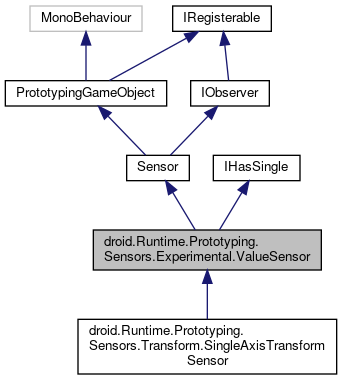 MonoBehaviour
IRegisterable
PrototypingGameObject
IObserver
Sensor
IHasSingle
droid.Runtime.Prototyping.
Sensors.Experimental.ValueSensor
droid.Runtime.Prototyping.
Sensors.Transform.SingleAxisTransform
Sensor